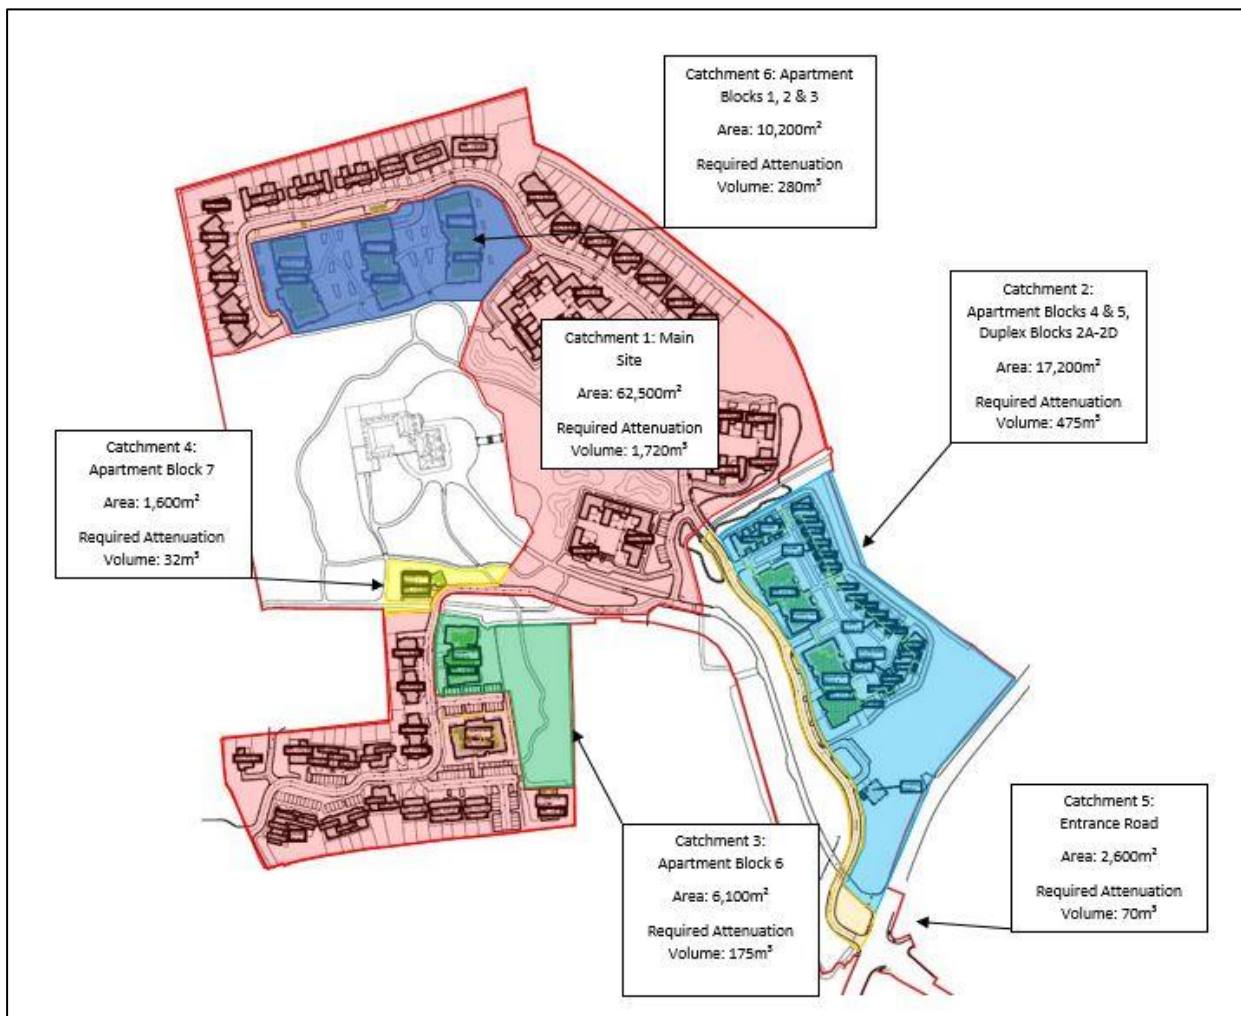 Catchment 6: Apartment
Blocks 1, 2 & 3
Area: 10,200m²
Required Attenuation
Volume: 280m³
Catchment 2:
Apartment Blocks 4 & 5,
Duplex Blocks 2A-2D
Area: 17,200m²
Required Attenuation
Volume: 475m³
Catchment 1: Main
Site
Area: 62,500m²
Required Attenuation
Volume: 1,720m³
Catchment 4:
Apartment Block 7
Area: 1,600m²
Required Attenuation
Volume: 32m³
Catchment 5:
Entrance Road
Area: 2,600m²
Required Attenuation
Volume: 70m³
Catchment 3:
Apartment Block 6
Area: 6,100m²
Required Attenuation
Volume: 175m³